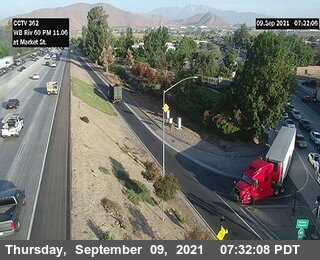 CCTV 362
WB Riv 60 PM 11.06
at Market St.
09.Sep 2021 07:32:06
Thursday, September 09, 2021 07:32:08 PDT